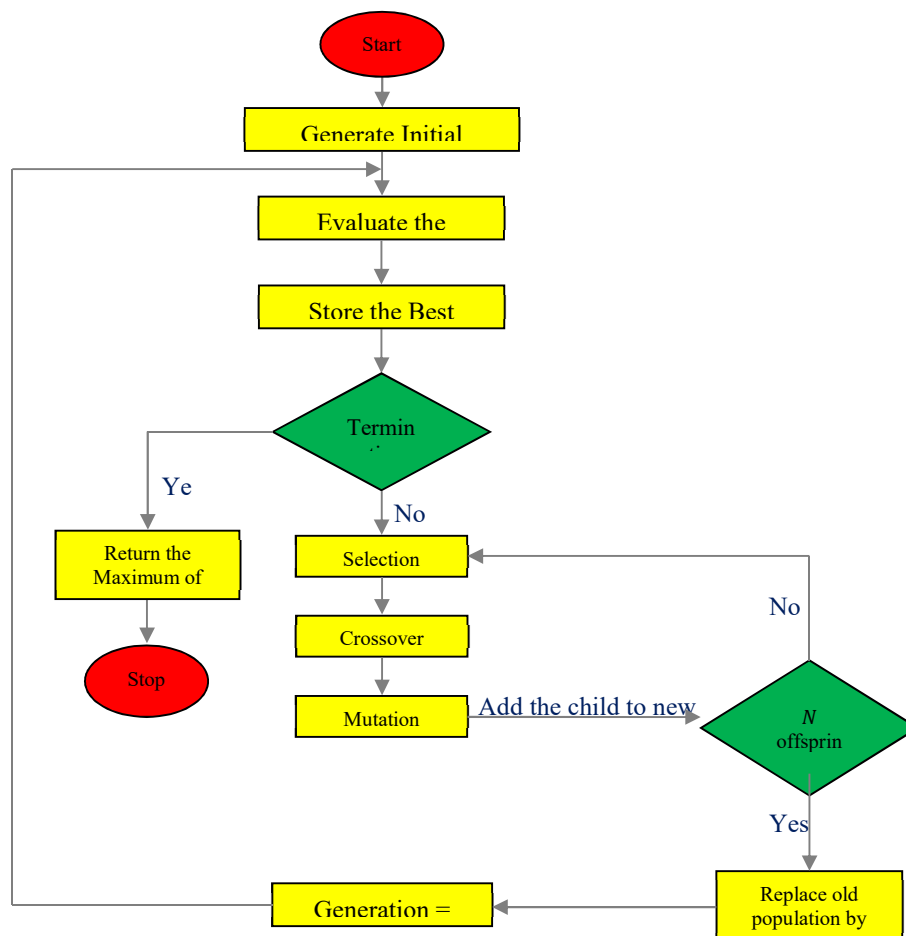 Start
Generate Initial
Evaluate the
Store the Best
Termin
Ye
No
Return the
Maximum of
Selection
No
Crossover
Stop
Mutation
Add the child to new
N
offsprin
Yes
Replace old
population by
Generation =